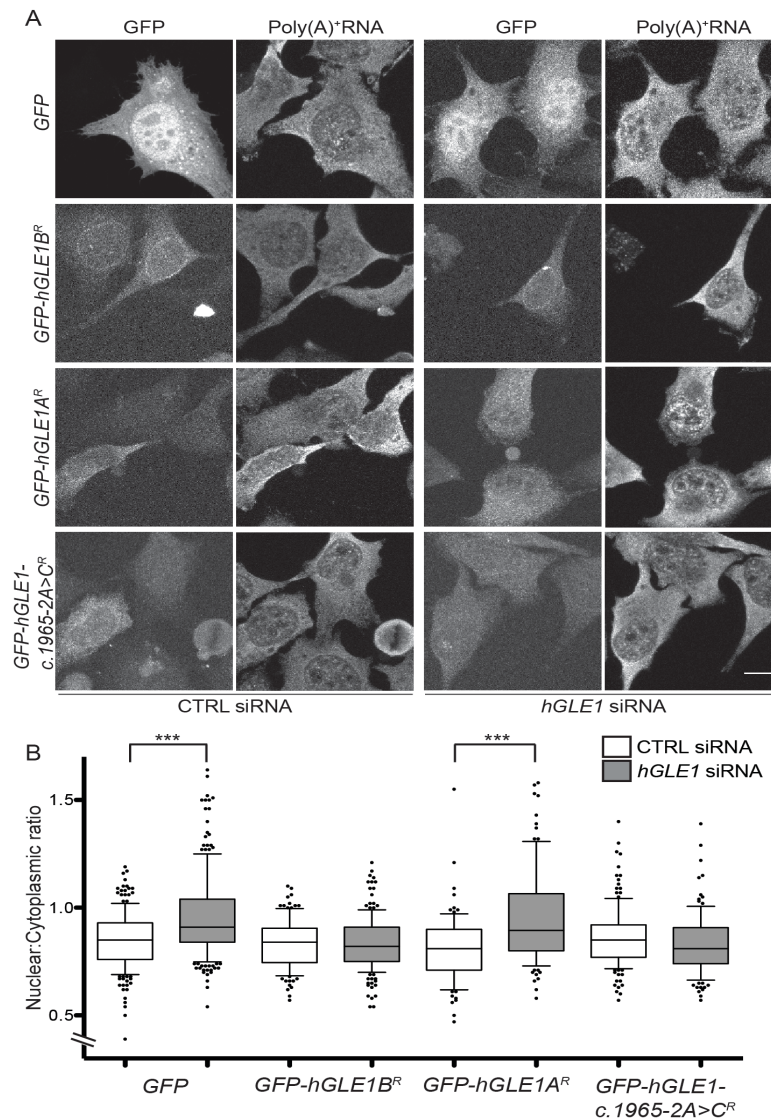 A
GFP
Poly(A)⁺RNA
GFP
Poly(A)⁺RNA
GFP
GFP-hGLE1Bᴿ
GFP-hGLE1Aᴿ
GFP-hGLE1-
c.1965-2A>Cᴿ
CTRL siRNA
hGLE1 siRNA
B
***
***
CTRL siRNA
hGLE1 siRNA
Nuclear:Cytoplasmic ratio
1.5
1.0
0.5
GFP
GFP-hGLE1Bᴿ
GFP-hGLE1Aᴿ
GFP-hGLE1-
c.1965-2A>Cᴿ